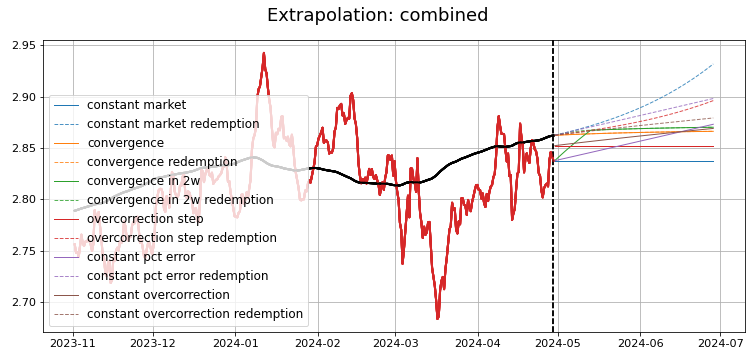 Extrapolation: combined
2.95
2.90
2.85
2.80
2.75
2.70
constant market
constant market redemption
convergence
convergence redemption
convergence in 2w
convergence in 2w redemption
overcorrection step
overcorrection step redemption
constant pct error
constant pct error redemption
constant overcorrection
constant overcorrection redemption
2023-11 2023-12 2024-01 2024-02 2024-03 2024-04 2024-05 2024-06 2024-07